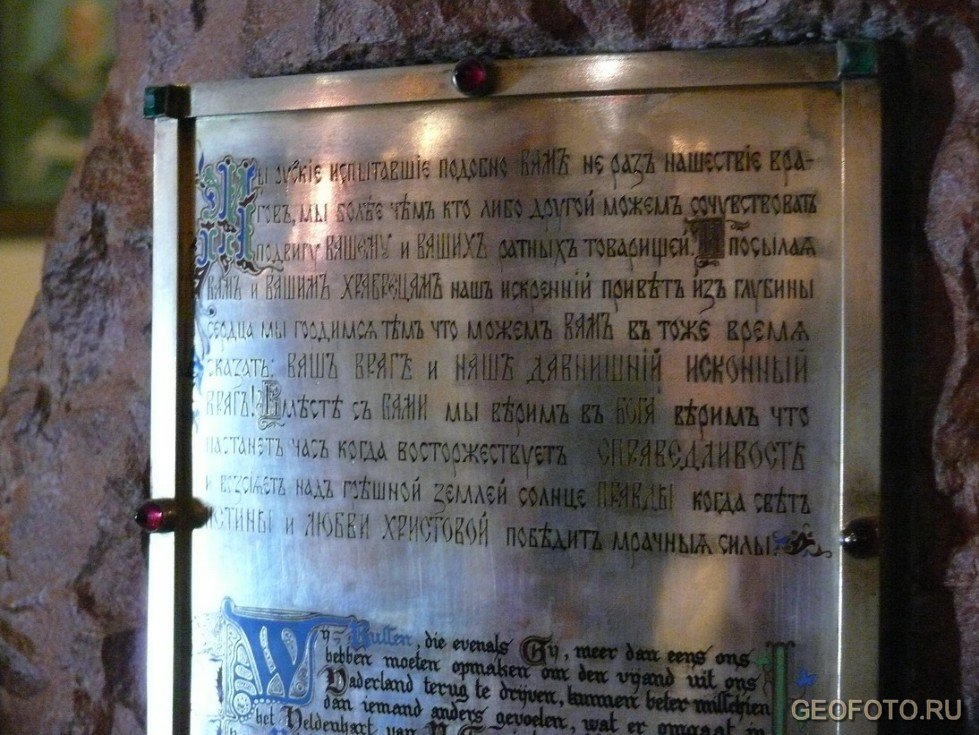 Мы рускіе испытавшіе подобно ВАМЪ не разъ нашествіе вра-
говъ, мы болѣе чѣмъ кто либо другой можемъ сочувствовать
подвигу ВАШЕМУ и ВАШИХЪ ратныхъ товарищей. И посылая
ВАМЪ и ВАШИМЪ ХРАБРЕЦАМЪ нашъ искренній привѣтъ изъ глубины
сердца мы гордимся тѣмъ что можемъ ВАМЪ въ тоже время
сказать: ВАШЪ ВРАГЪ и НАШЪ ДАВНИШНІЙ ИСКОННЫЙ
ВРАГЪ! Вмѣстѣ съ ВАМИ мы вѣримъ въ БОГА вѣримъ что
настанетъ часъ когда восторжествуетъ СПРАВЕДЛИВОСТЬ
и возсіяетъ надъ грѣшной землей солнце ПРАВДЫ когда свѣтъ
ИСТИНЫ и ЛЮБВИ ХРИСТОВОЙ побѣдитъ мрачныя силы.
Wy Russen, die evenals Gij, meer dan eens ons
hebben moeten opmaken om den vijand uit ons
Vaderland terug te drijven, kunnen beter misschien
dan iemand anders gevoelen, wat er omgaat in
het Heldenhart van
GEOFOTO.RU